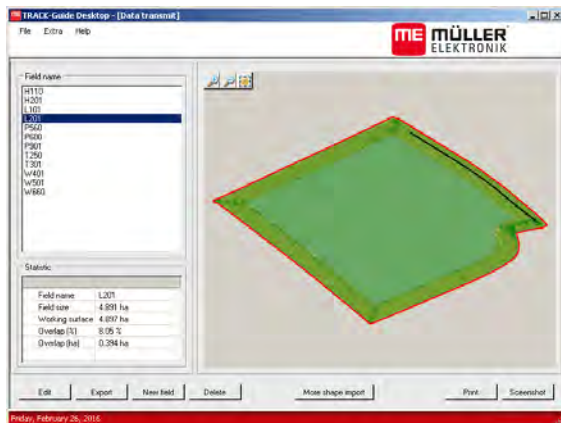 TRACK-Guide Desktop - [Data transmit]
File Extra Help
ME MÜLLER
ELEKTRONIK
Field name
H110
H201
L101
L201
P560
P600
P901
T250
T301
W401
W501
W660
Statistic
Field name L201
Field size 4.891 ha
Working surface 4.897 ha
Overlap (%) 8.05 %
Overlap (ha) 0.394 ha
Edit Export New field Delete More shape import Print Sceenshot
Friday, February 26, 2016